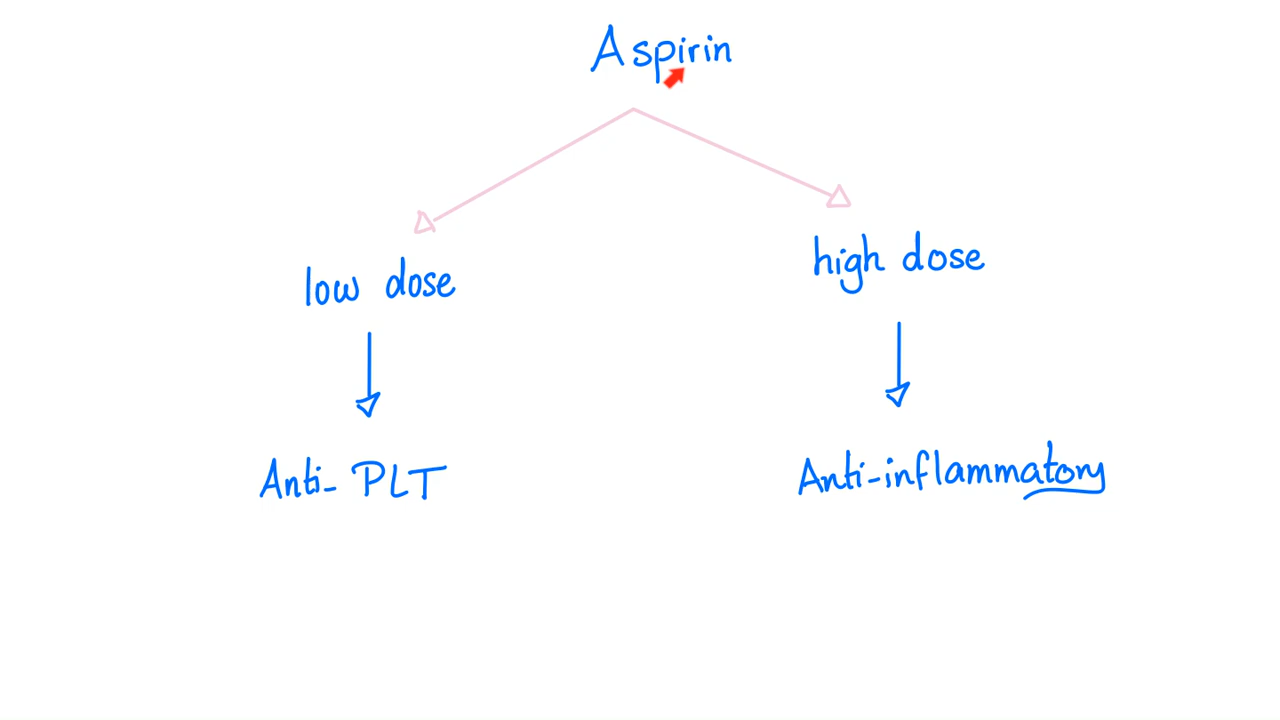 Aspirin
low dose
high dose
Anti-PLT
Anti-inflammatory